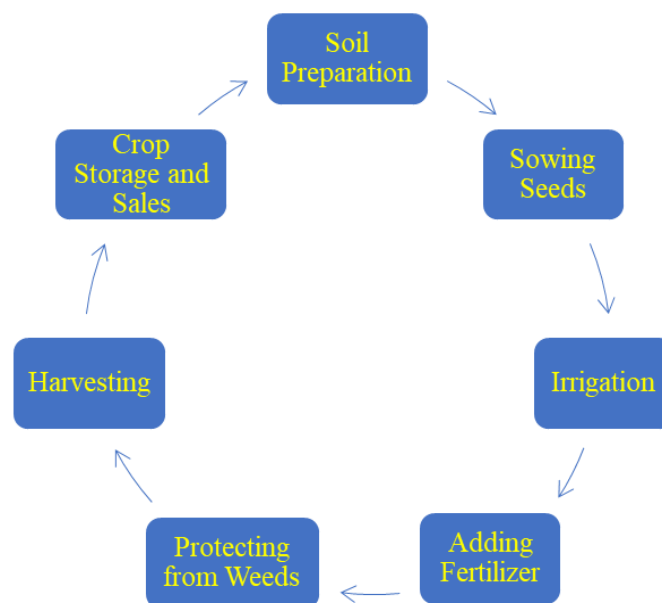 Soil
Preparation
Sowing
Seeds
Irrigation
Adding
Fertilizer
Protecting
from Weeds
Harvesting
Crop
Storage and
Sales